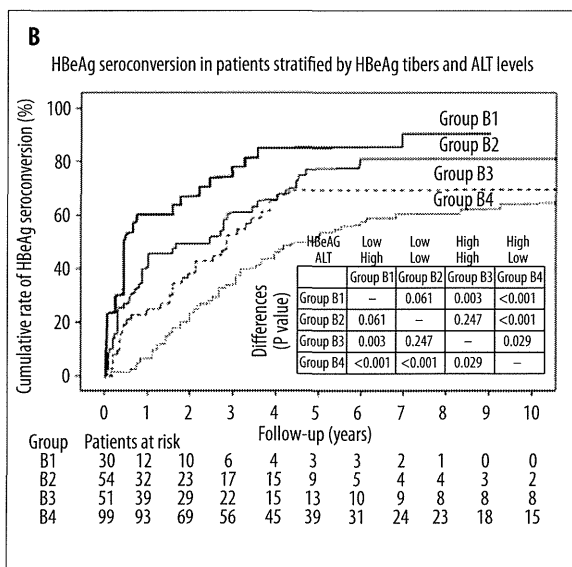 B
HBeAg seroconversion in patients stratified by HBeAg tibers and ALT levels
Cumulative rate of HBeAg seroconversion (%)
100
80
60
40
20
0
Group B1
Group B2
Group B3
Group B4
Differences
(P value)
HBeAG Low Low High High
ALT High Low High Low
Group B1 Group B2 Group B3 Group B4
Group B1 – 0.061 0.003 <0.001
Group B2 0.061 – 0.247 <0.001
Group B3 0.003 0.247 – 0.029
Group B4 <0.001 <0.001 0.029 –
0 1 2 3 4 5 6 7 8 9 10
Follow-up (years)
Group Patients at risk
B1 30 12 10 6 4 3 3 2 1 0 0
B2 54 32 23 17 15 9 5 4 4 3 2
B3 51 39 29 22 15 13 10 9 8 8 8
B4 99 93 69 56 45 39 31 24 23 18 15